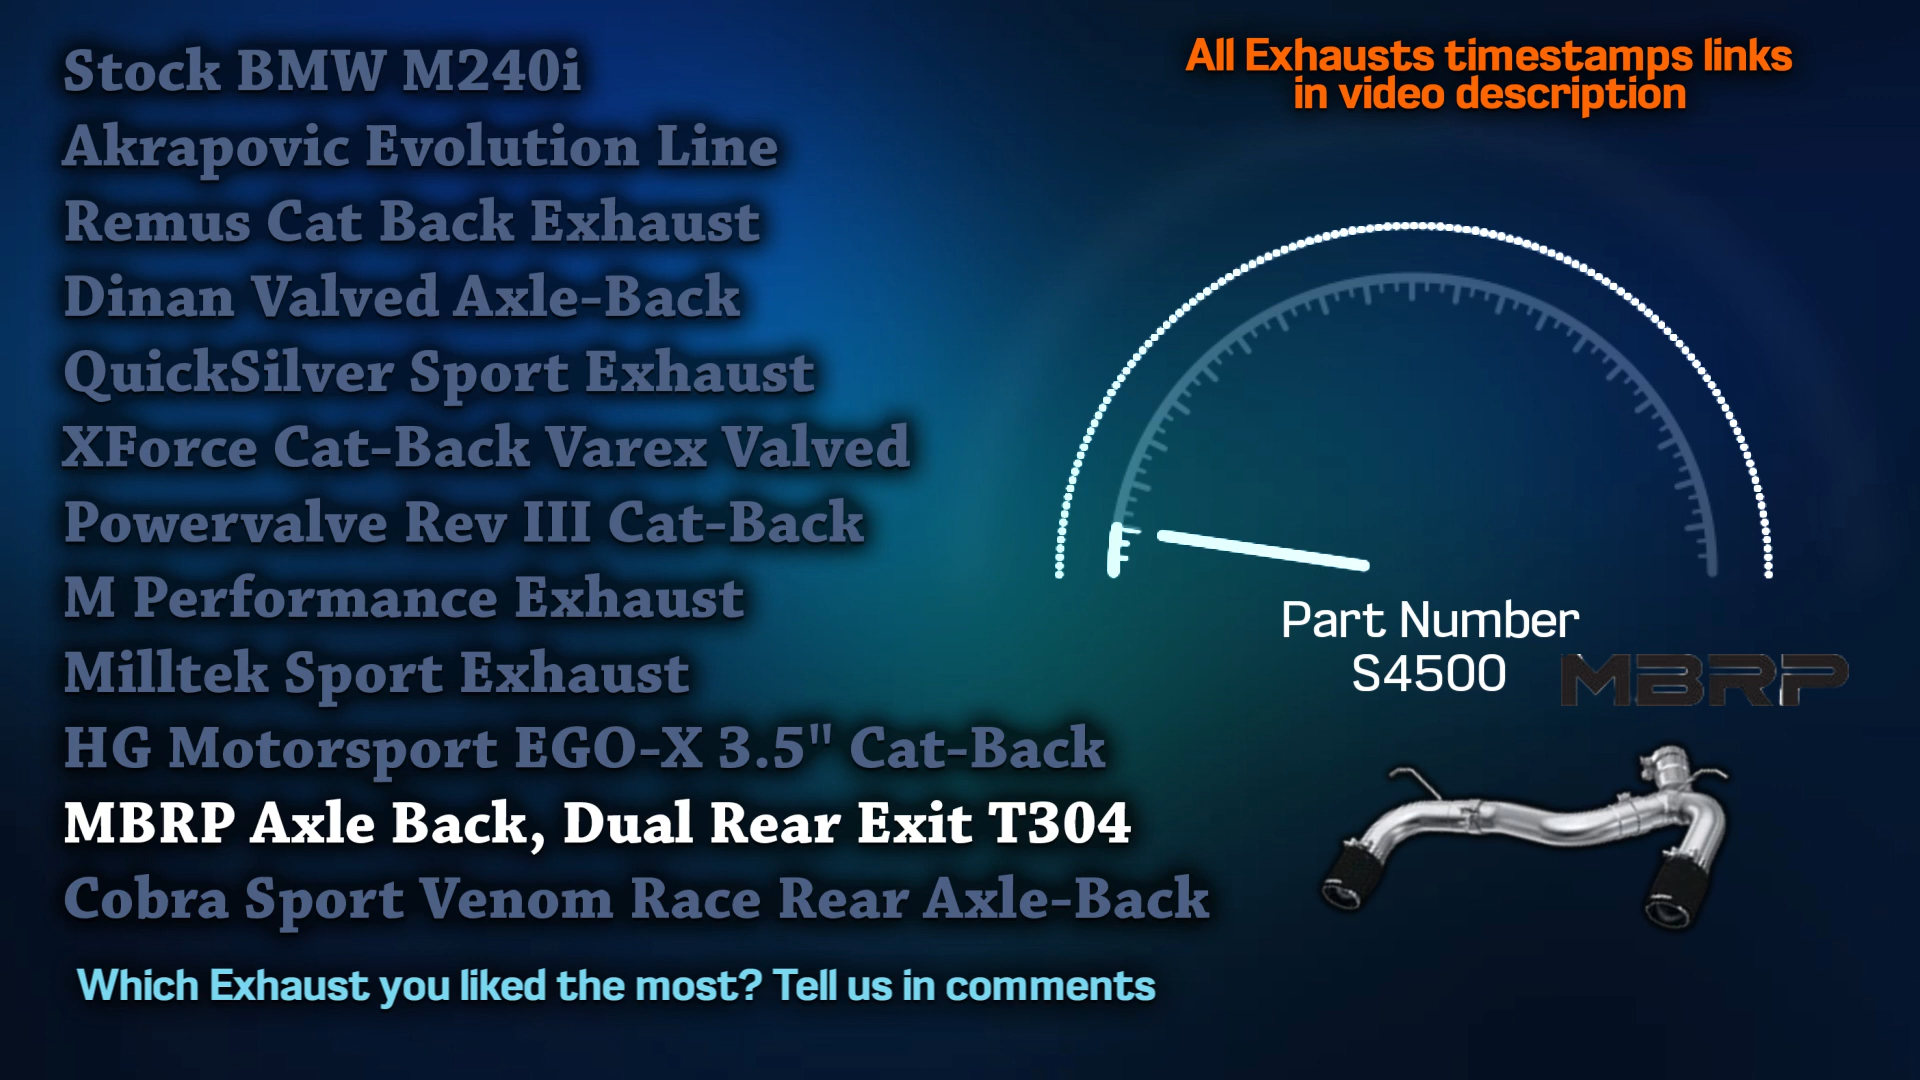 Stock BMW M240i
Akrapovic Evolution Line
Remus Cat Back Exhaust
Dinan Valved Axle-Back
QuickSilver Sport Exhaust
XForce Cat-Back Varex Valved
Powervalve Rev III Cat-Back
M Performance Exhaust
Milltek Sport Exhaust
HG Motorsport EGO-X 3.5" Cat-Back
MBRP Axle Back, Dual Rear Exit T304
Cobra Sport Venom Race Rear Axle-Back
Which Exhaust you liked the most? Tell us in comments
All Exhausts timestamps links
in video description
Part Number
S4500
MBRP